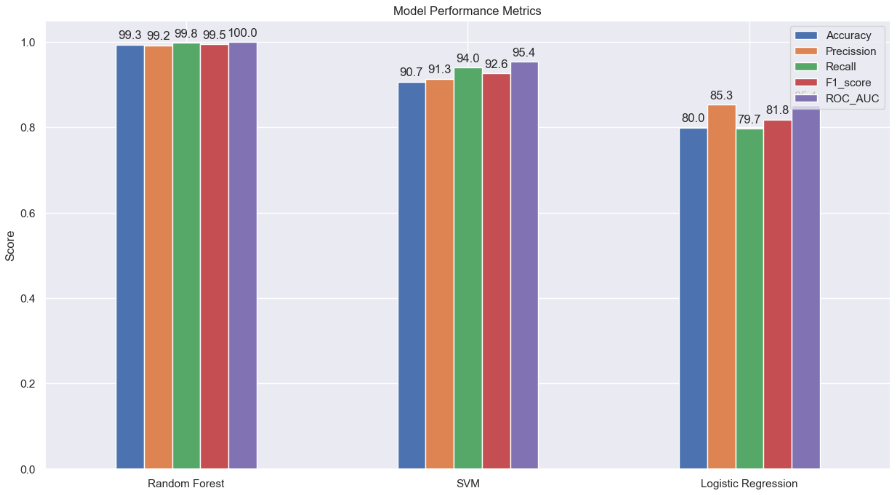 Model Performance Metrics
Score
1.0
0.8
0.6
0.4
0.2
0.0
99.3 99.2 99.8 99.5 100.0
90.7 91.3 94.0 92.6 95.4
80.0 85.3 79.7 81.8
Random Forest SVM Logistic Regression
Accuracy
Precission
Recall
F1_score
ROC_AUC